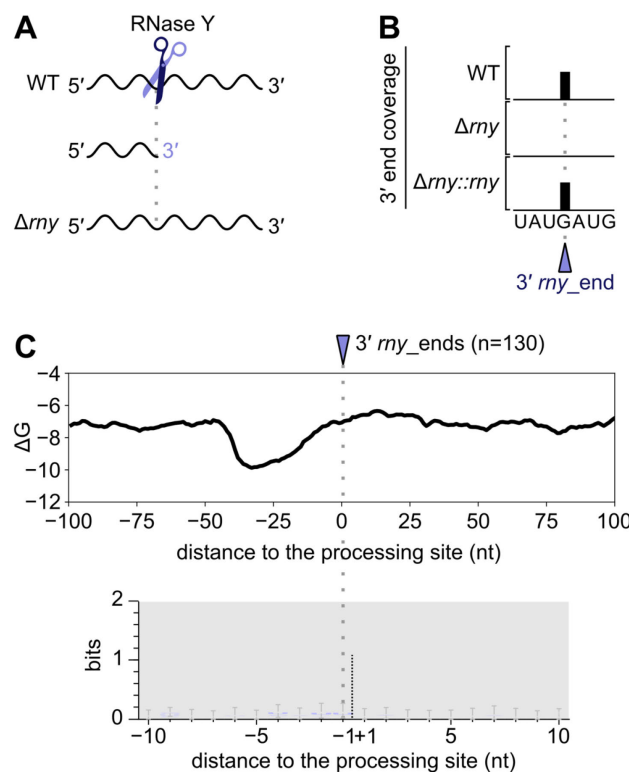 A
RNase Y
WT 5′ 3′
5′ 3′
Δrny 5′ 3′
B
3′ end coverage
WT
Δrny
Δrny::rny
UAUGAUG
3′ rny_end
C
3′ rny_ends (n=130)
ΔG
−4
−6
−8
−10
−12
−100 −75 −50 −25 0 25 50 75 100
distance to the processing site (nt)
bits
2
1
0
−10 −5 −1+1 5 10
distance to the processing site (nt)